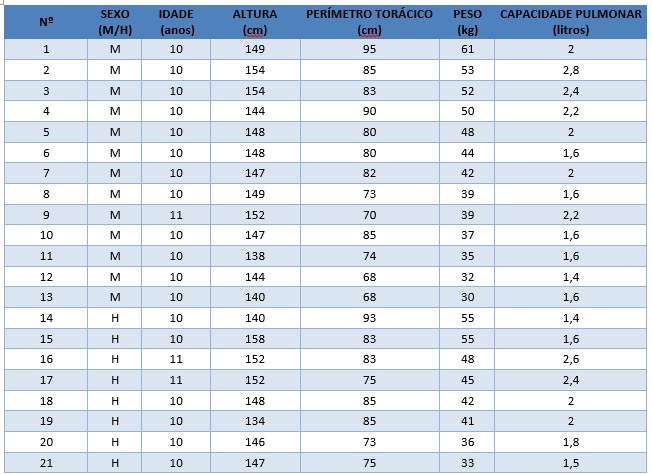 Nº SEXO (M/H) IDADE (anos) ALTURA (cm) PERÍMETRO TORÁCICO (cm) PESO (kg) CAPACIDADE PULMONAR (litros)
1 M 10 149 95 61 2
2 M 10 154 85 53 2,8
3 M 10 154 83 52 2,4
4 M 10 144 90 50 2,2
5 M 10 148 80 48 2
6 M 10 148 80 44 1,6
7 M 10 147 82 42 2
8 M 10 149 73 39 1,6
9 M 11 152 70 39 2,2
10 M 10 147 85 37 1,6
11 M 10 138 74 35 1,6
12 M 10 144 68 32 1,4
13 M 10 140 68 30 1,6
14 H 10 140 93 55 1,4
15 H 10 158 83 55 1,6
16 H 11 152 83 48 2,6
17 H 11 152 75 45 2,4
18 H 10 148 85 42 2
19 H 10 134 85 41 2
20 H 10 146 73 36 1,8
21 H 10 147 75 33 1,5